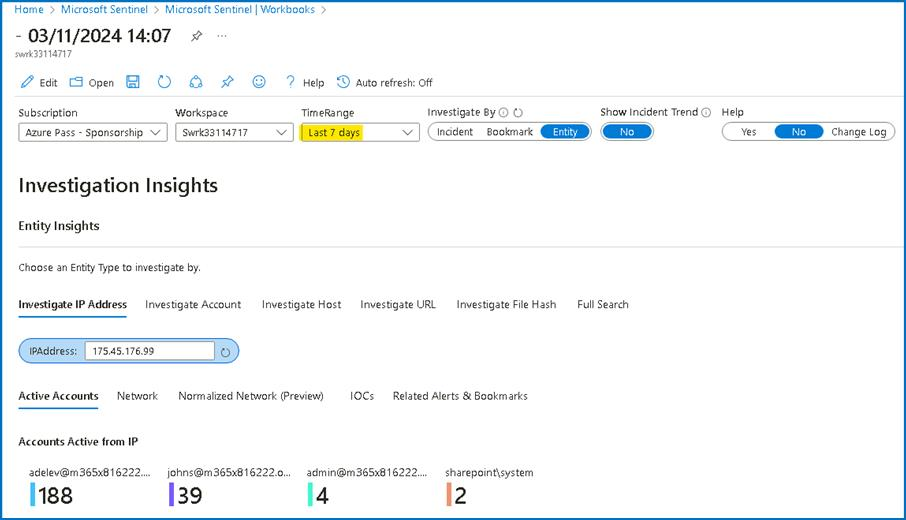 Home > Microsoft Sentinel > Microsoft Sentinel | Workbooks >
- 03/11/2024 14:07 ...
swrk33114717
Edit Open Help Auto refresh: Off
Subscription Workspace TimeRange Investigate By Show Incident Trend Help
Azure Pass - Sponsorship Swrk33114717 Last 7 days Incident Bookmark Entity No Yes No Change Log
Investigation Insights
Entity Insights
Choose an Entity Type to investigate by.
Investigate IP Address Investigate Account Investigate Host Investigate URL Investigate File Hash Full Search
IPAddress: 175.45.176.99
Active Accounts Network Normalized Network (Preview) IOCs Related Alerts & Bookmarks
Accounts Active from IP
adelev@m365x816222.... johns@m365x816222.o... admin@m365x816222.... sharepoint\system
188 39 4 2